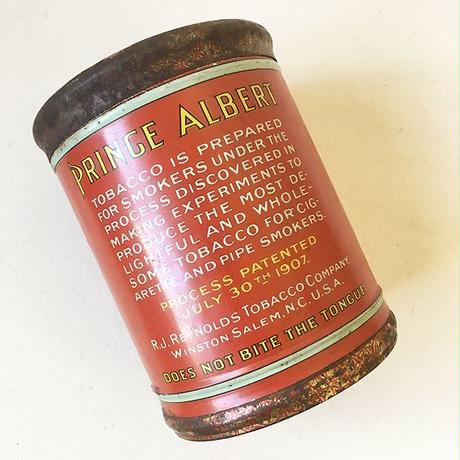 PRINCE ALBERT
TOBACCO IS PREPARED
FOR SMOKERS UNDER THE
PROCESS DISCOVERED IN
MAKING EXPERIMENTS TO
PRODUCE THE MOST DE-
LIGHTFUL AND WHOLE-
SOME TOBACCO FOR CIG-
ARETTE AND PIPE SMOKERS.
PROCESS PATENTED
JULY 30TH 1907.
R.J. REYNOLDS TOBACCO COMPANY
WINSTON SALEM, N.C. U.S.A.
DOES NOT BITE THE TONGUE